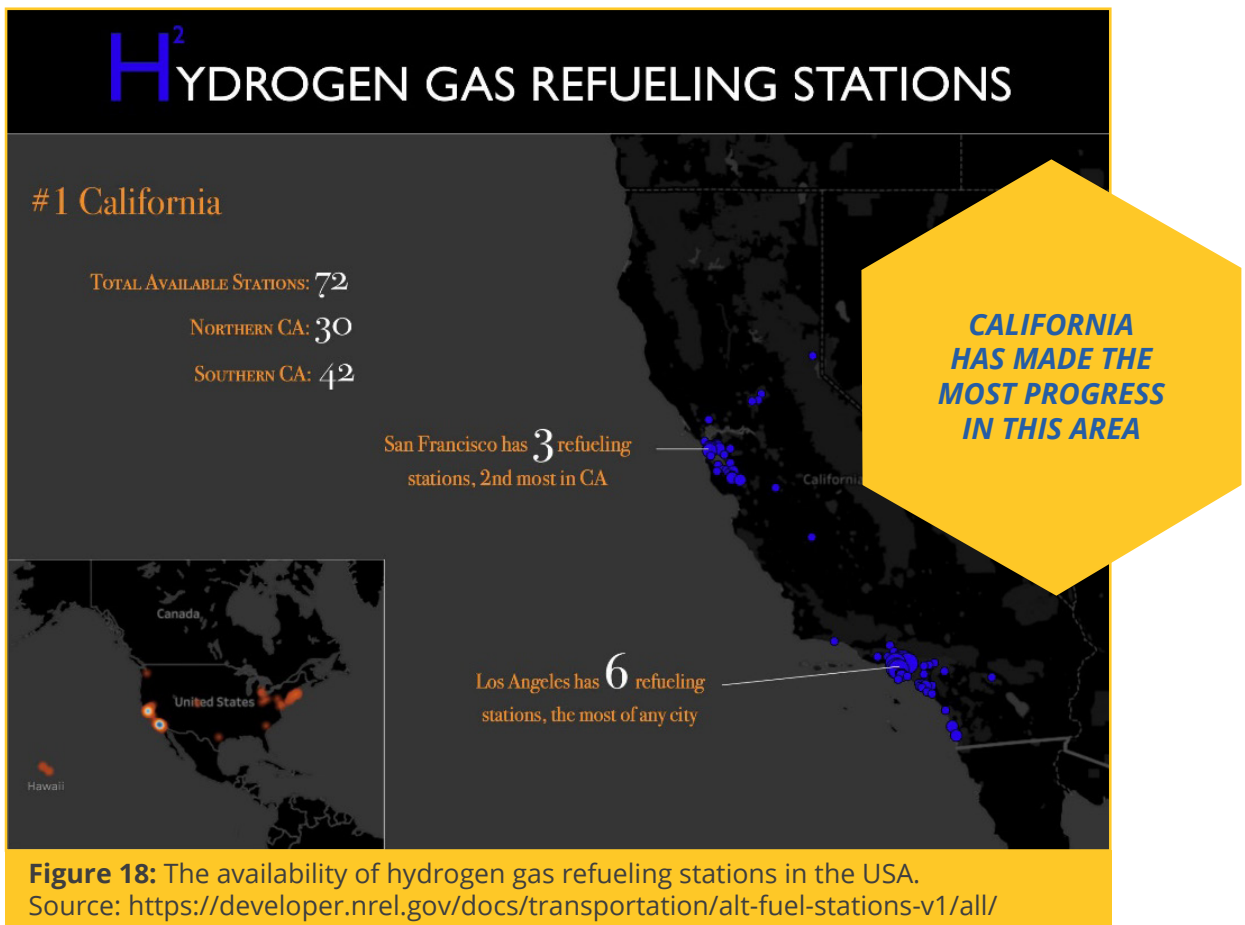 H²YDROGEN GAS REFUELING STATIONS
#1 California
TOTAL AVAILABLE STATIONS: 72
NORTHERN CA: 30
SOUTHERN CA: 42
San Francisco has 3 refueling
stations, 2nd most in CA
California
CALIFORNIA
HAS MADE THE
MOST PROGRESS
IN THIS AREA
Los Angeles has 6 refueling
stations, the most of any city
Canada
United States
Hawaii
Figure 18: The availability of hydrogen gas refueling stations in the USA.
Source: https://developer.nrel.gov/docs/transportation/alt-fuel-stations-v1/all/